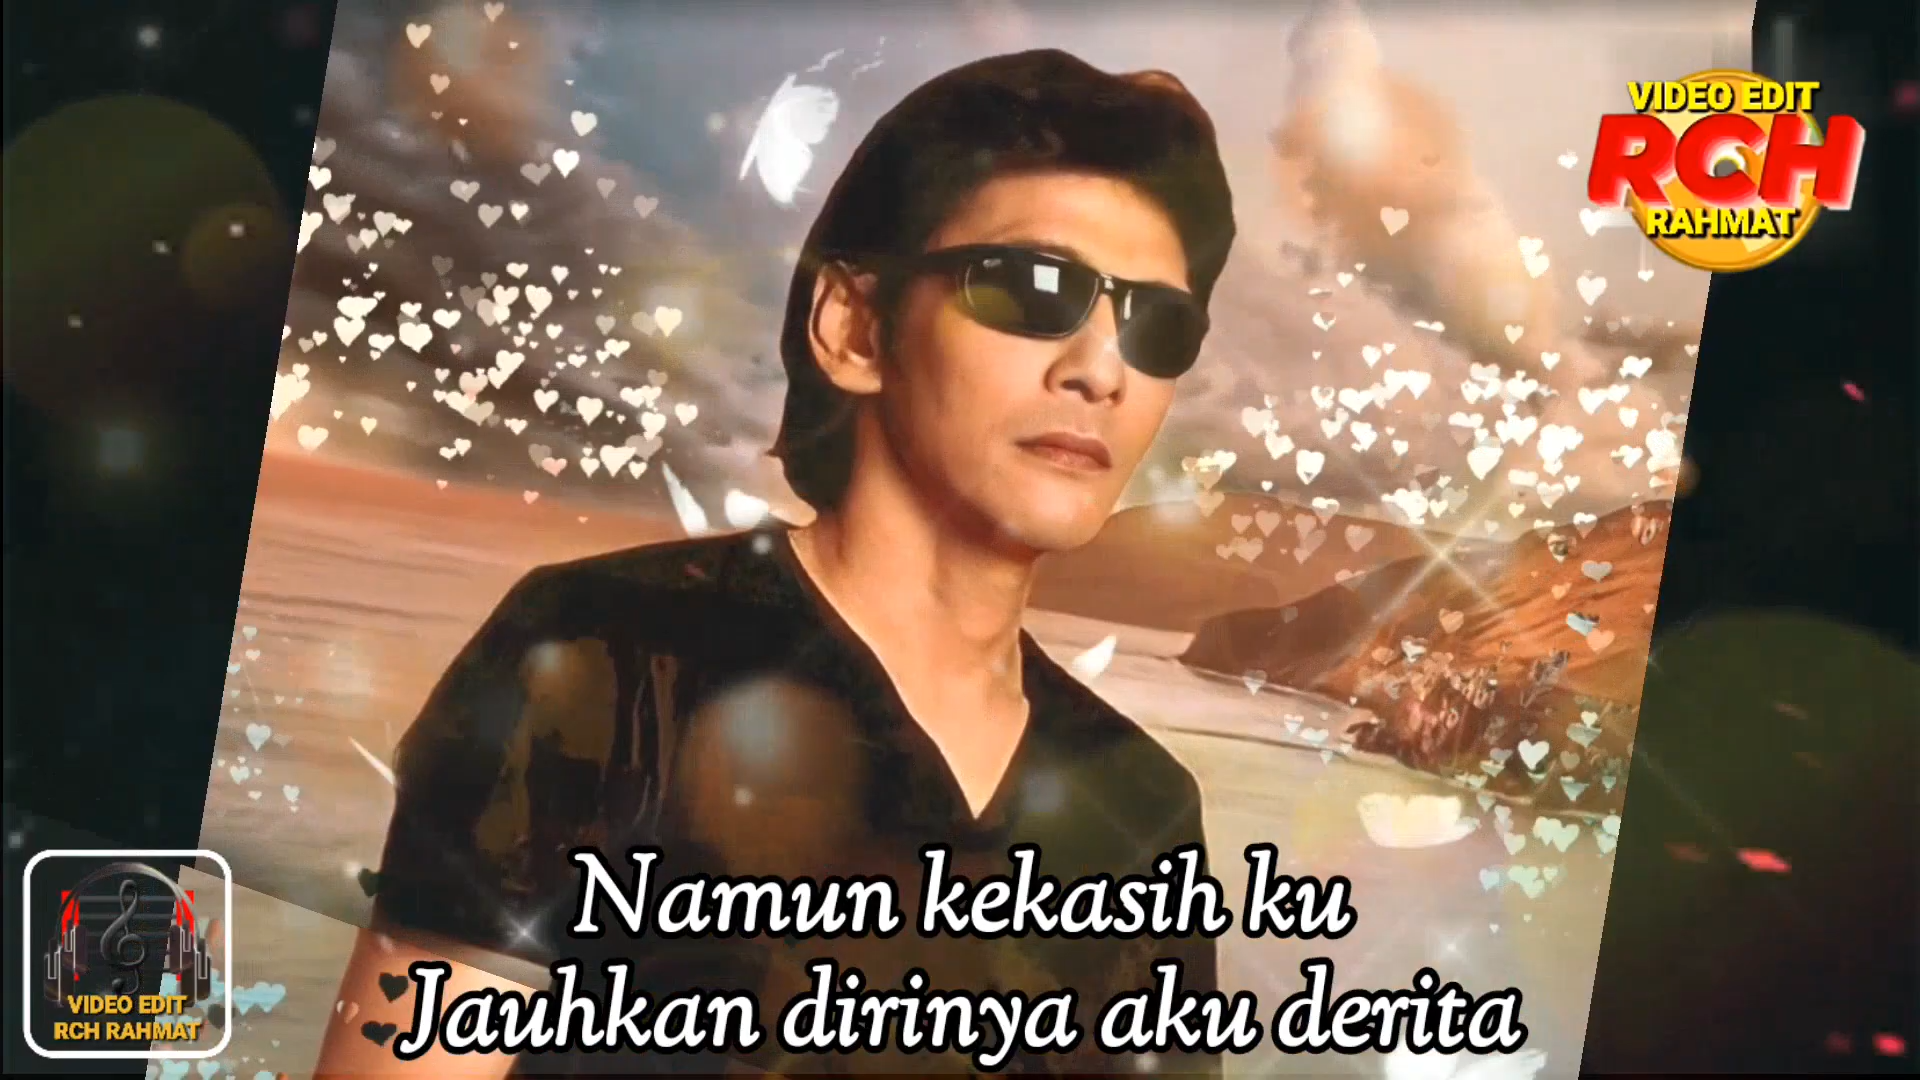 VIDEO EDIT
RCH
RAHMAT
Namun kekasih ku
Jauhkan dirinya aku derita
VIDEO EDIT
RCH RAHMAT